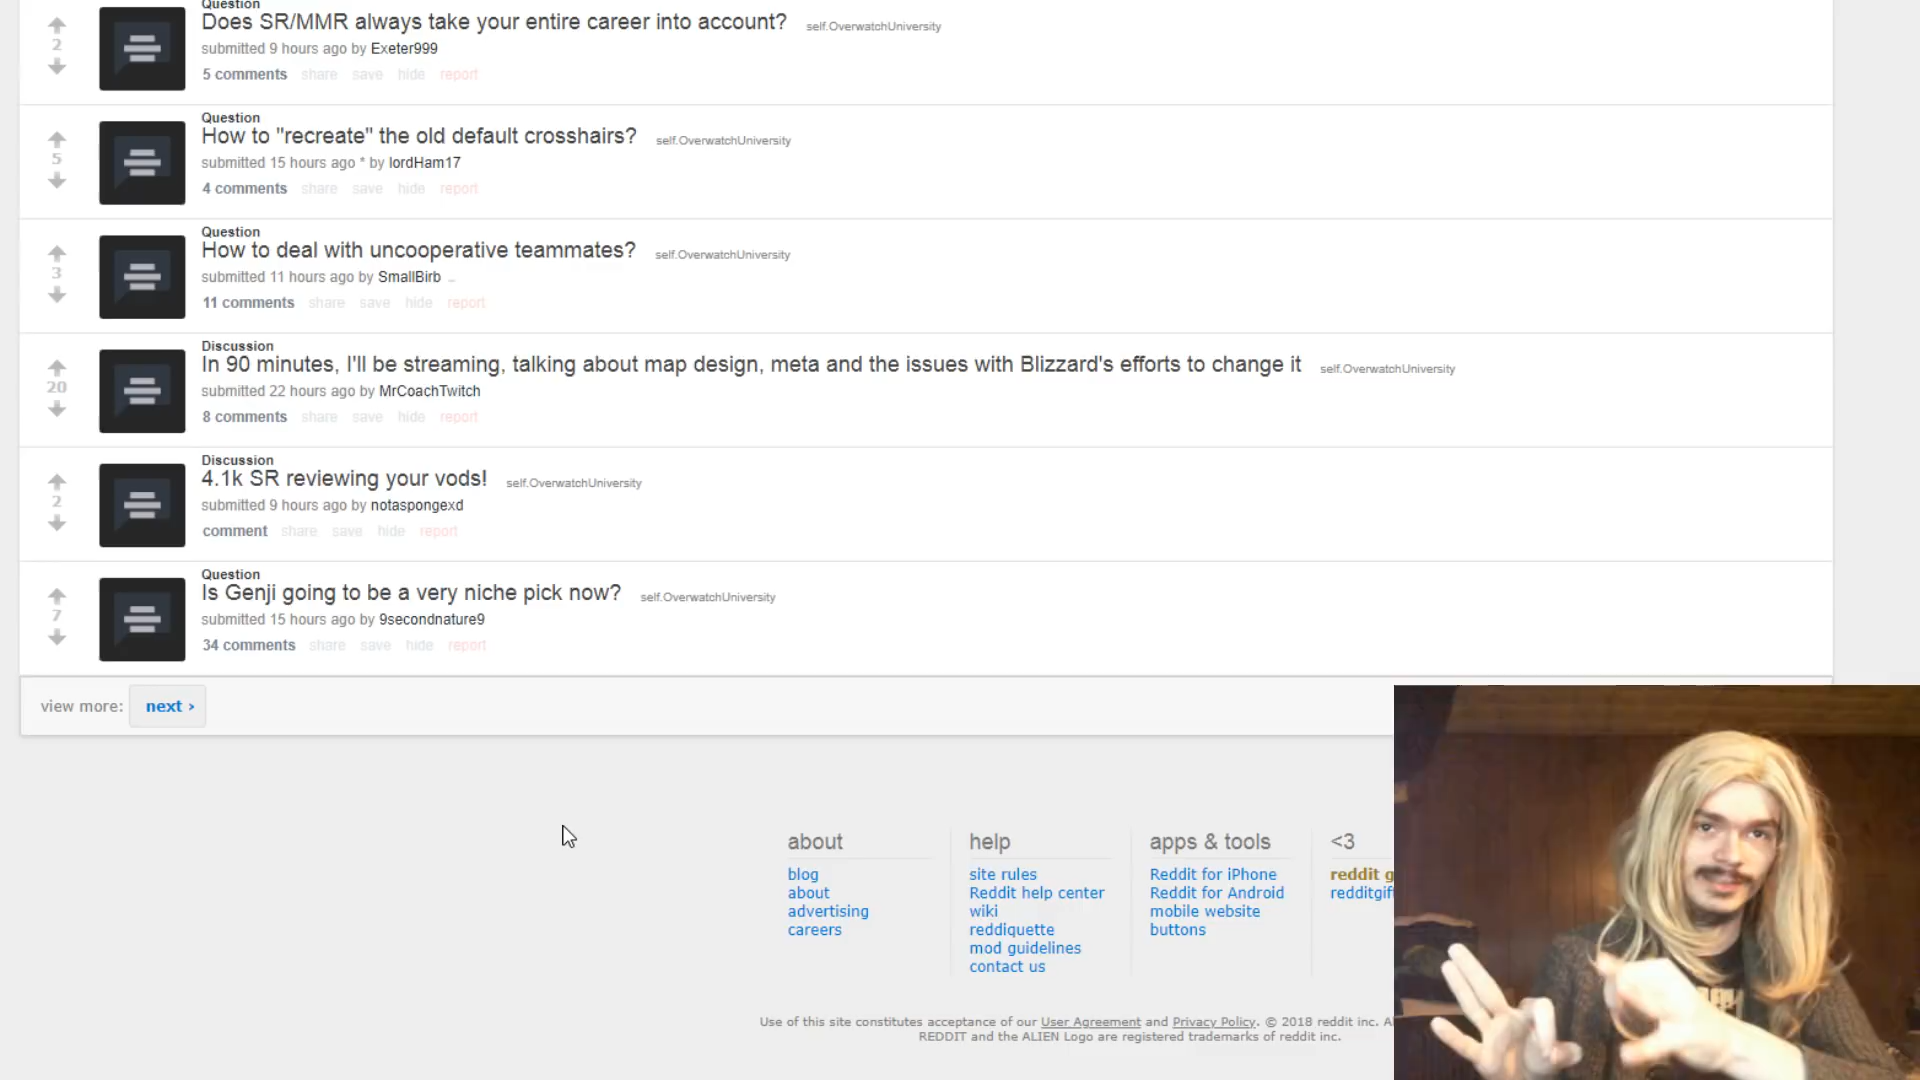 Question
Does SR/MMR always take your entire career into account? self.OverwatchUniversity
2
submitted 9 hours ago by Exeter999
5 comments share save hide report
Question
How to "recreate" the old default crosshairs? self.OverwatchUniversity
5
submitted 15 hours ago * by lordHam17
4 comments share save hide report
Question
How to deal with uncooperative teammates? self.OverwatchUniversity
3
submitted 11 hours ago by SmallBirb
11 comments share save hide report
Discussion
In 90 minutes, I'll be streaming, talking about map design, meta and the issues with Blizzard's efforts to change it self.OverwatchUniversity
20
submitted 22 hours ago by MrCoachTwitch
8 comments share save hide report
Discussion
4.1k SR reviewing your vods! self.OverwatchUniversity
2
submitted 9 hours ago by notaspongexd
comment share save hide report
Question
Is Genji going to be a very niche pick now? self.OverwatchUniversity
7
submitted 15 hours ago by 9secondnature9
34 comments share save hide report
view more: next ›
about
blog
about
advertising
careers
help
site rules
Reddit help center
wiki
reddiquette
mod guidelines
contact us
apps & tools
Reddit for iPhone
Reddit for Android
mobile website
buttons
<3
reddit g
redditgif
Use of this site constitutes acceptance of our User Agreement and Privacy Policy. © 2018 reddit inc. A
REDDIT and the ALIEN Logo are registered trademarks of reddit inc.